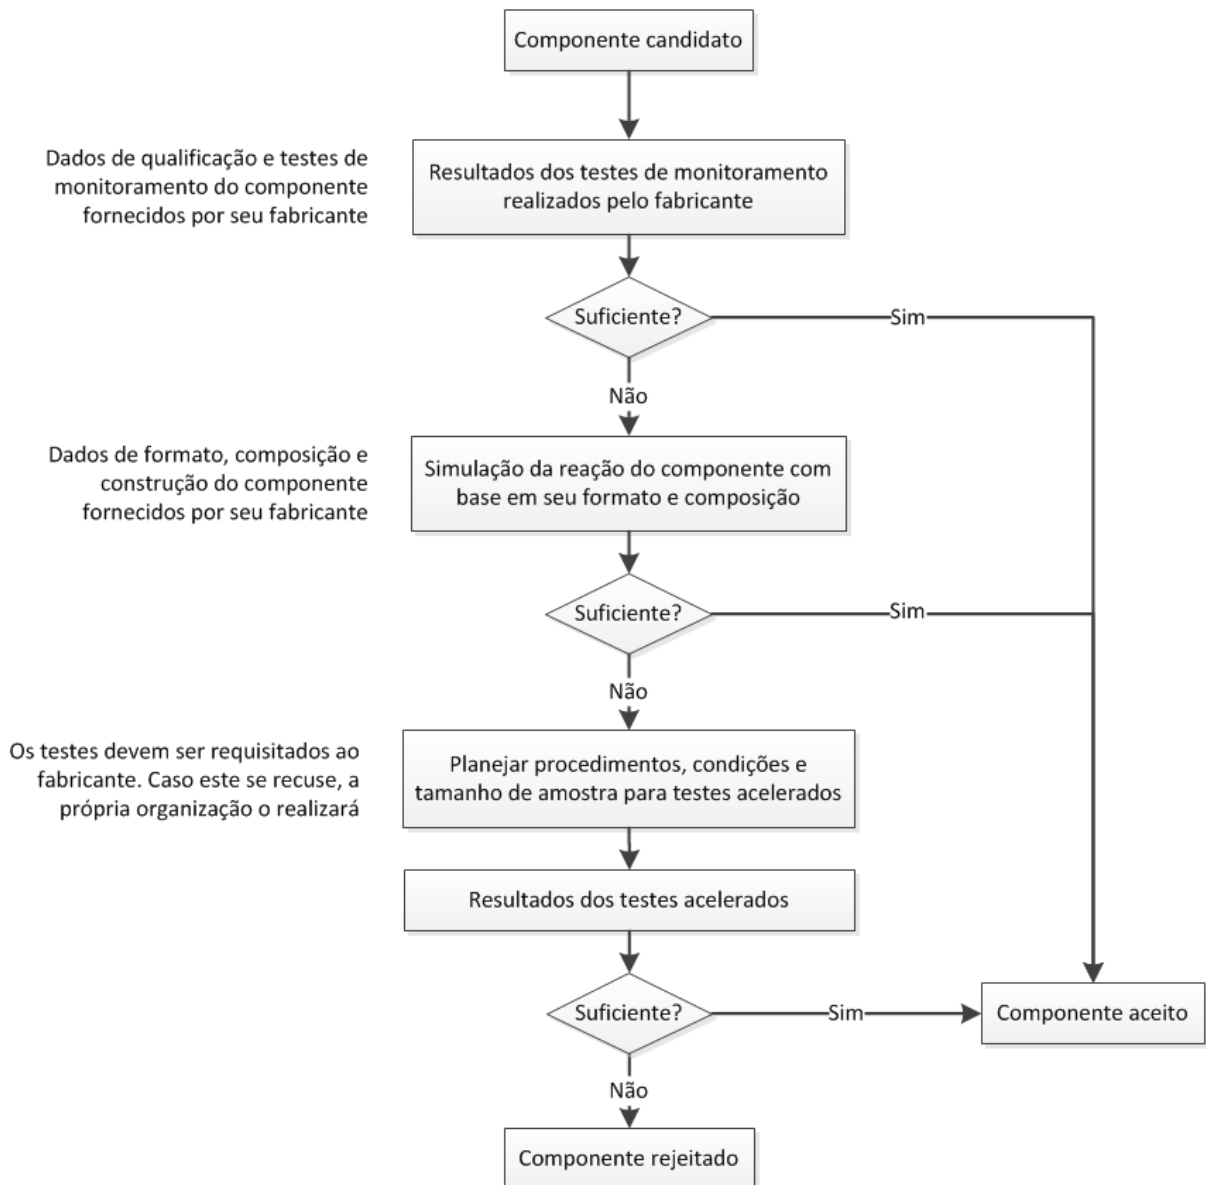 Componente candidato
Dados de qualificação e testes de
monitoramento do componente
fornecidos por seu fabricante
Resultados dos testes de monitoramento
realizados pelo fabricante
Suficiente?
Sim
Não
Dados de formato, composição e
construção do componente
fornecidos por seu fabricante
Simulação da reação do componente com
base em seu formato e composição
Suficiente?
Sim
Não
Os testes devem ser requisitados ao
fabricante. Caso este se recuse, a
própria organização o realizará
Planejar procedimentos, condições e
tamanho de amostra para testes acelerados
Resultados dos testes acelerados
Suficiente?
Sim
Componente aceito
Não
Componente rejeitado